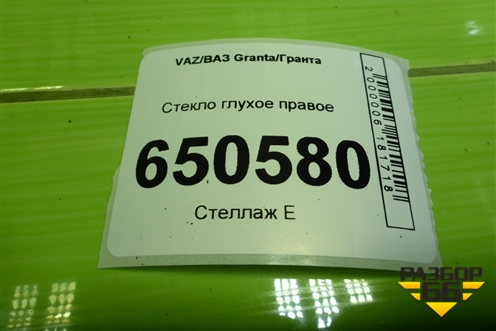 VAZ/ВАЗ Granta/Гранта
Стекло глухое правое
650580
Стеллаж Е
2000006181718
РАЗБОР
66